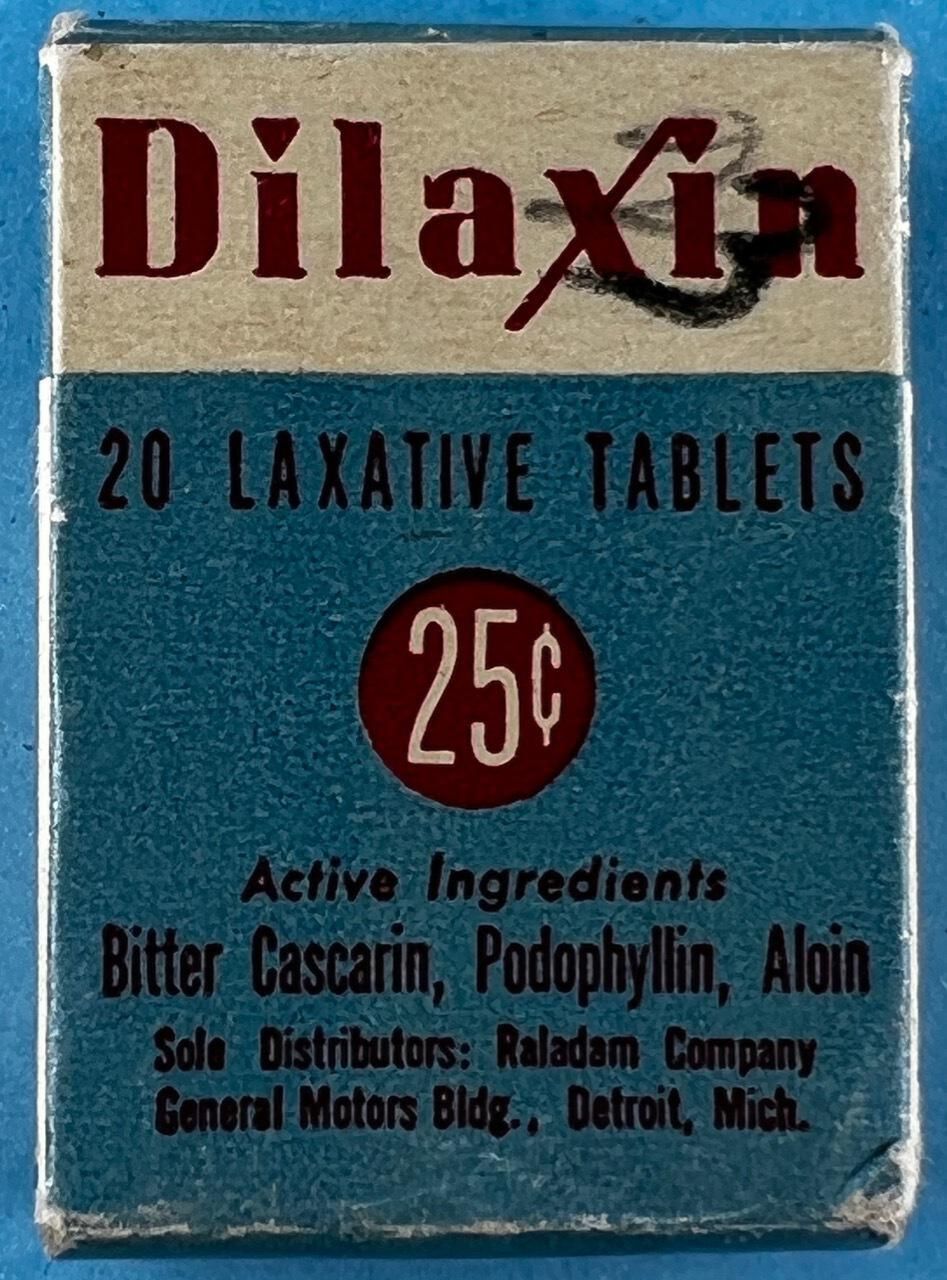 Dilaxin
20 LAXATIVE TABLETS
25¢
Active Ingredients
Bitter Cascarin, Podophyllin, Aloin
Sole Distributors: Raladam Company
General Motors Bldg., Detroit, Mich.